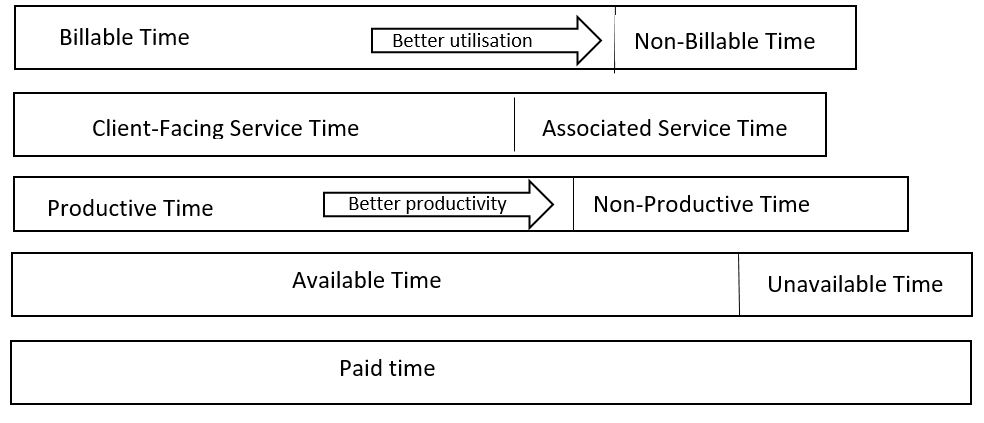 Billable Time
Better utilisation
Non-Billable Time
Client-Facing Service Time
Associated Service Time
Productive Time
Better productivity
Non-Productive Time
Available Time
Unavailable Time
Paid time